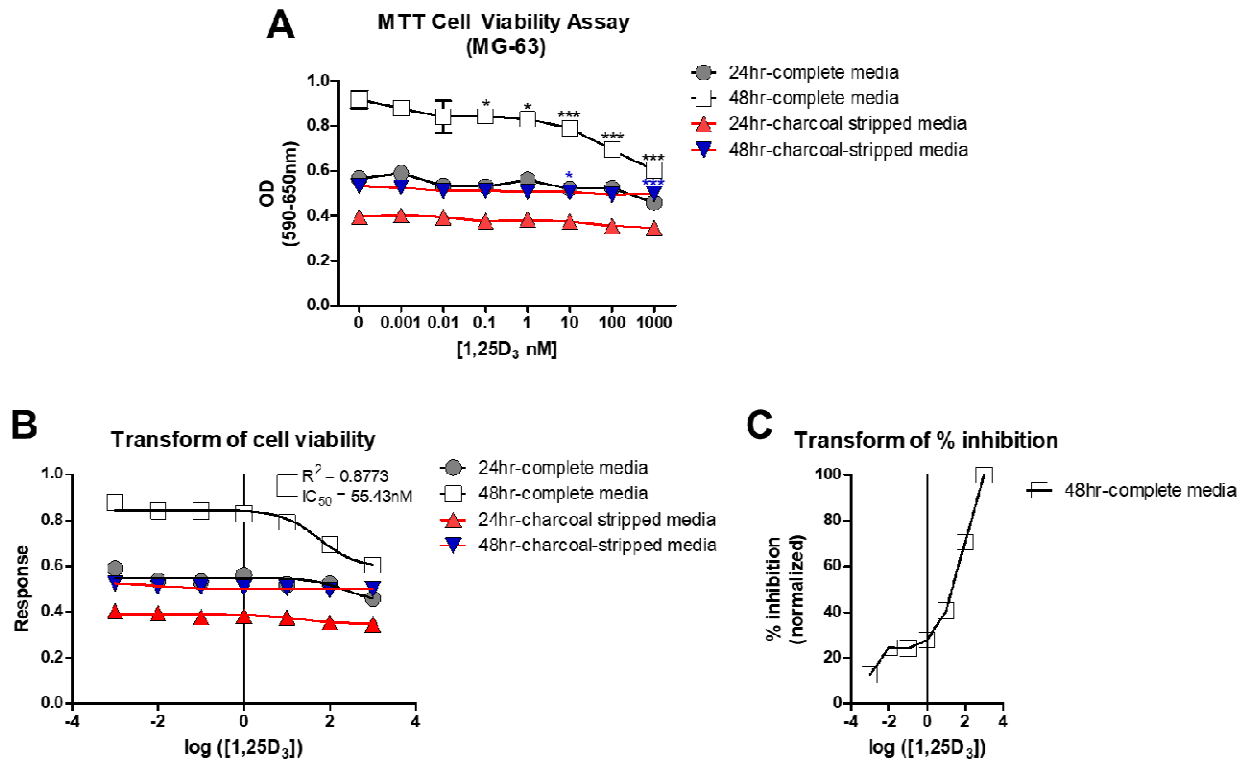 A
MTT Cell Viability Assay
(MG-63)
24hr-complete media
48hr-complete media
24hr-charcoal stripped media
48hr-charcoal-stripped media
OD
(590-650nm)
1.0
0.8
0.6
0.4
0.2
0.0
* * *** *** ***
* ***
0 0.001 0.01 0.1 1 10 100 1000
[1,25D₃ nM]
B
Transform of cell viability
R² – 0.8773
IC₅₀ – 55.43nM
24hr-complete media
48hr-complete media
24hr-charcoal stripped media
48hr-charcoal-stripped media
Response
1.0
0.8
0.6
0.4
0.2
0.0
-4 -2 0 2 4
log ([1,25D₃])
C
Transform of % inhibition
48hr-complete media
% inhibition
(normalized)
100
80
60
40
20
0
-4 -2 0 2 4
log ([1,25D₃])